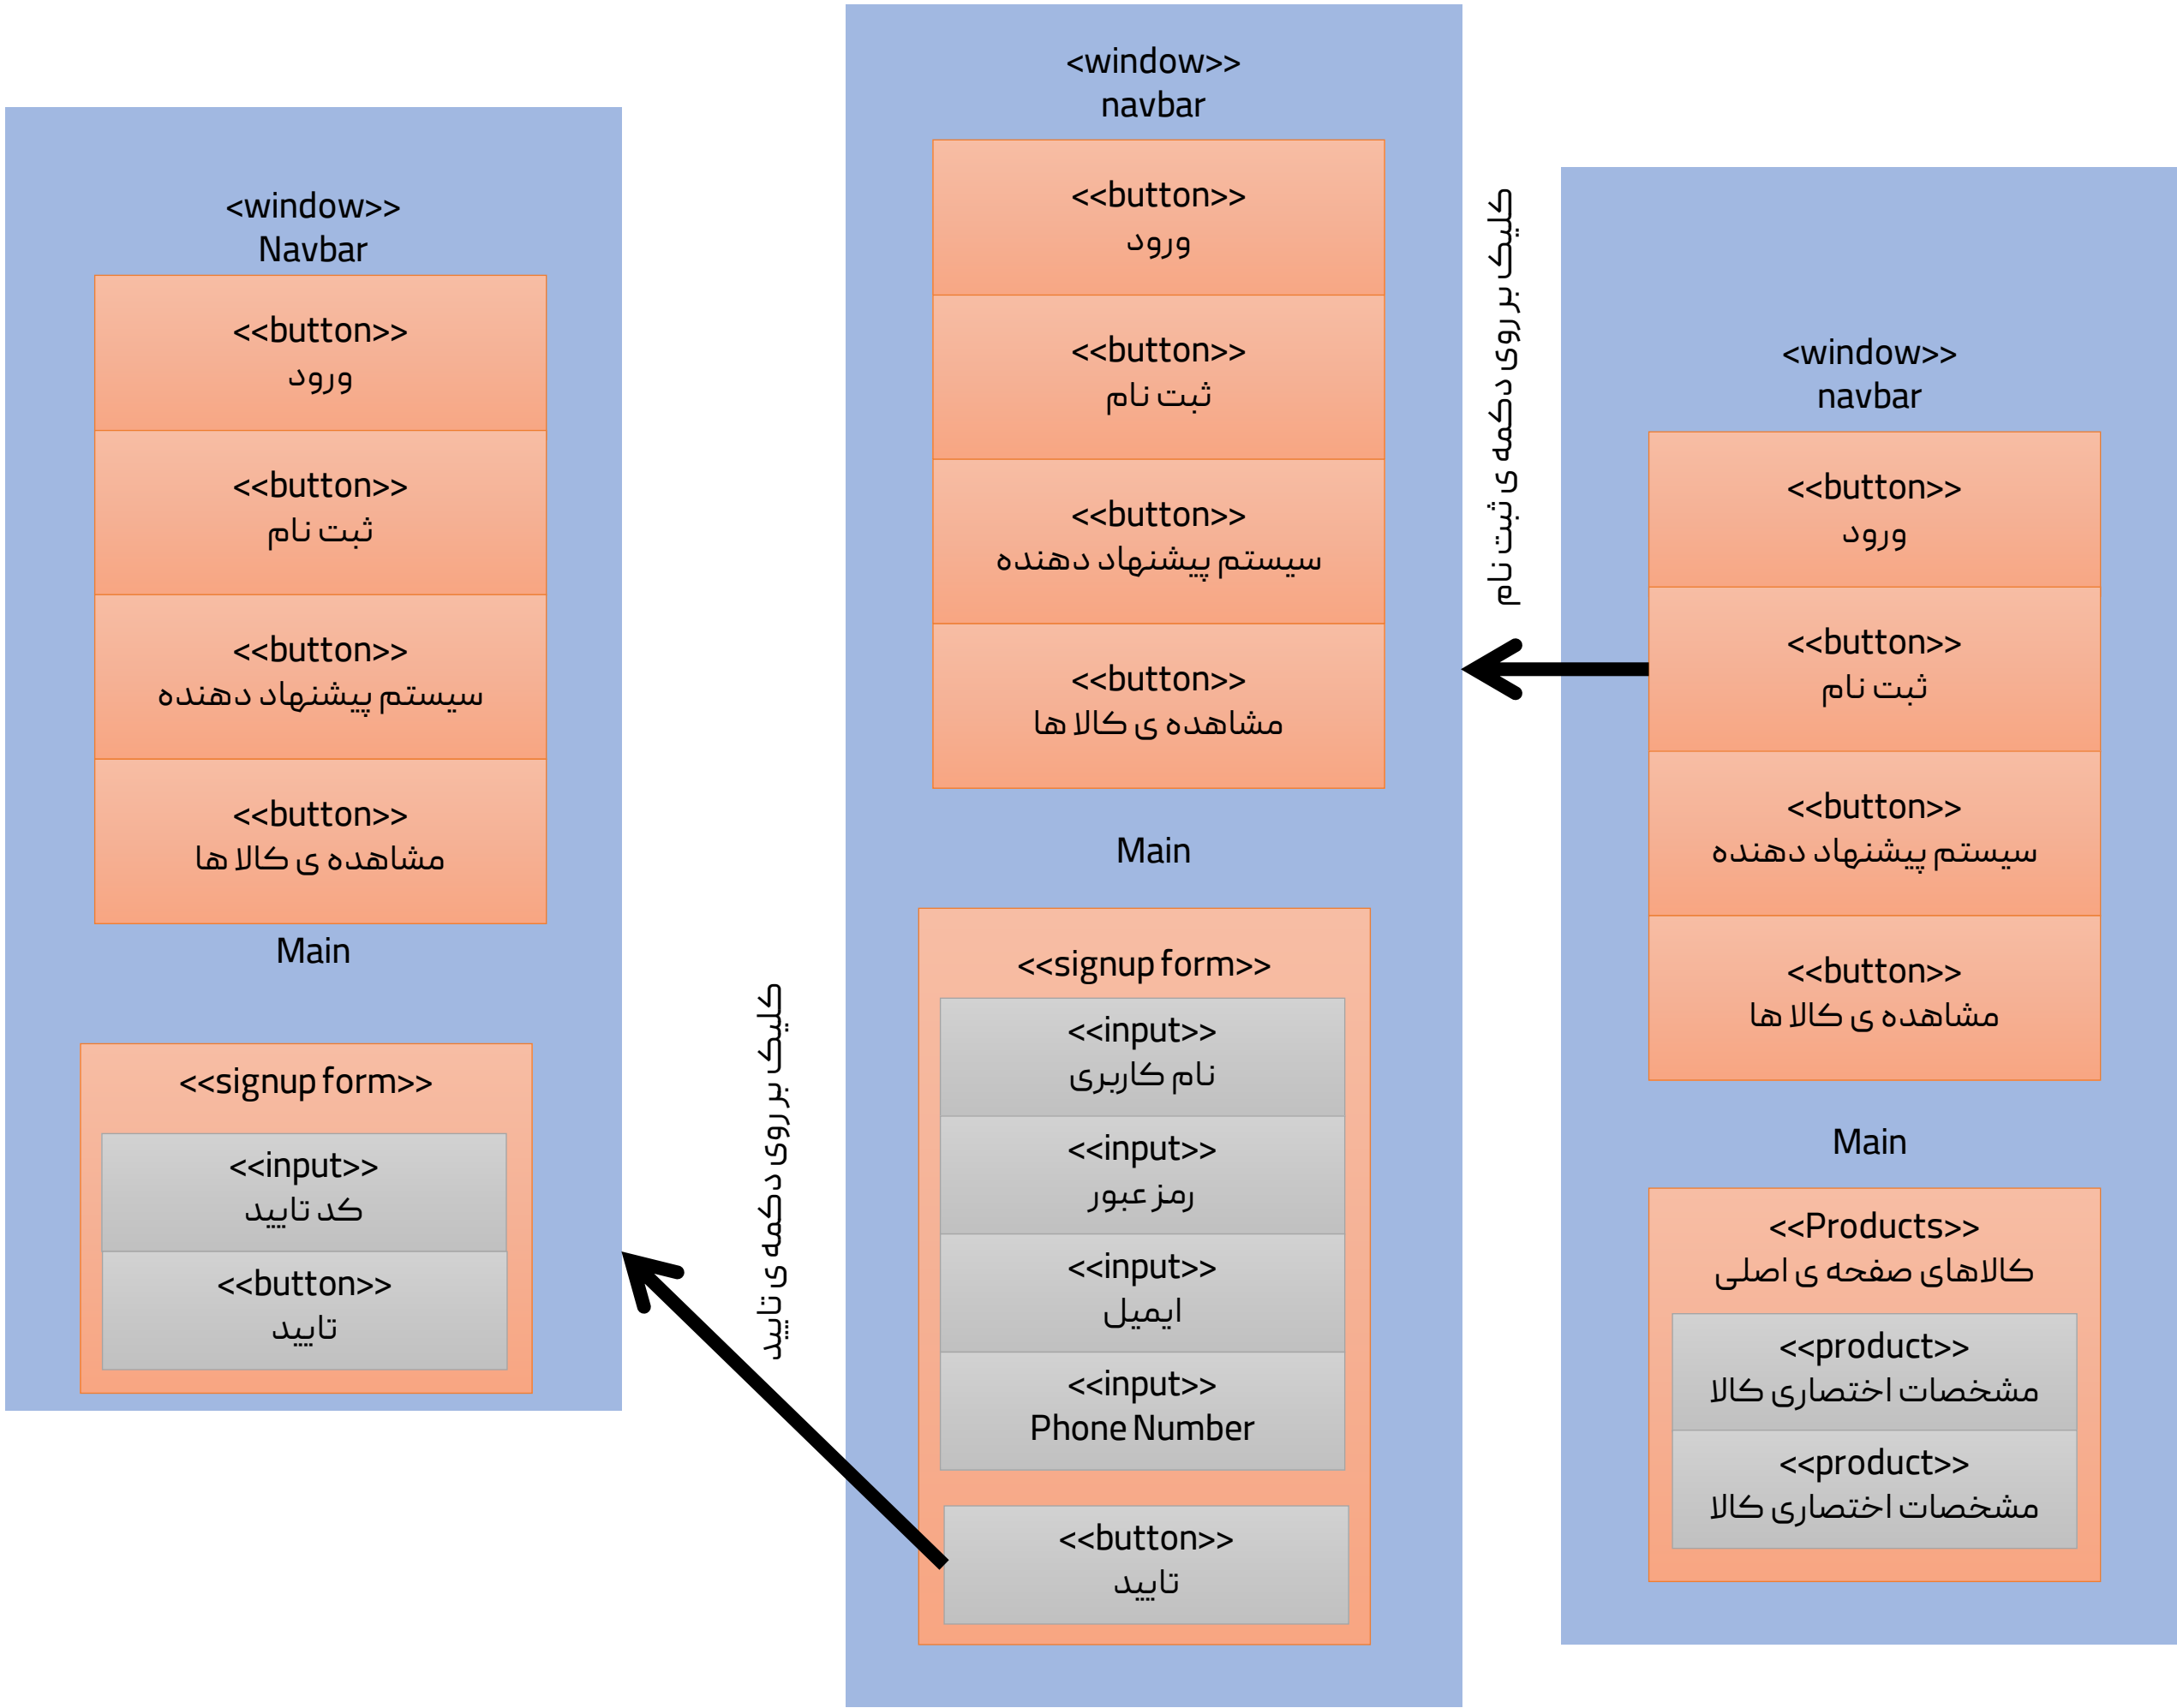 <window>>
navbar
<<button>>
ورود
<<button>>
ثبت نام
<<button>>
سیستم پیشنهاد دهنده
<<button>>
مشاهده ی کالا ها
Main
<<Products>>
کالاهای صفحه ی اصلی
<<product>>
مشخصات اختصاری کالا
<<product>>
مشخصات اختصاری کالا
کلیک بر روی دکمه ی ثبت نام
<window>>
navbar
<<button>>
ورود
<<button>>
ثبت نام
<<button>>
سیستم پیشنهاد دهنده
<<button>>
مشاهده ی کالا ها
Main
<<signup form>>
<<input>>
نام کاربری
<<input>>
رمز عبور
<<input>>
ایمیل
<<input>>
Phone Number
<<button>>
تایید
کلیک بر روی دکمه ی تایید
<window>>
Navbar
<<button>>
ورود
<<button>>
ثبت نام
<<button>>
سیستم پیشنهاد دهنده
<<button>>
مشاهده ی کالا ها
Main
<<signup form>>
<<input>>
کد تایید
<<button>>
تایید